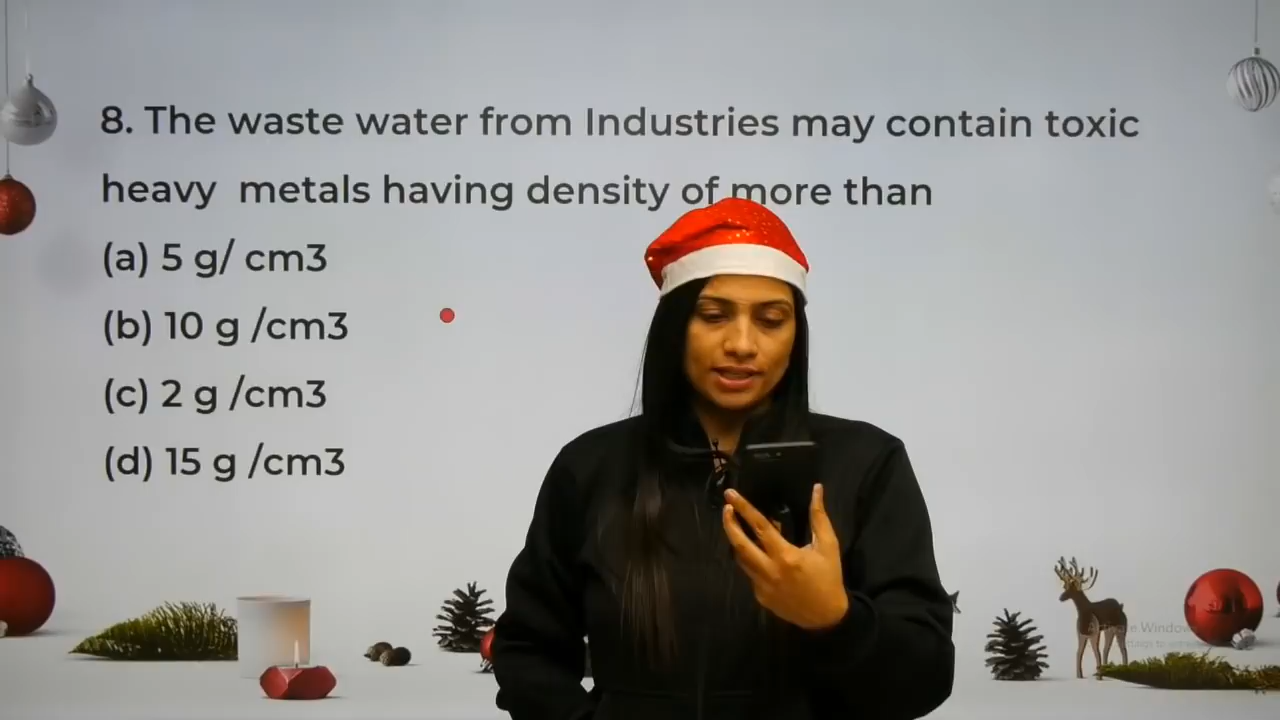 8. The waste water from Industries may contain toxic
heavy metals having density of more than
(a) 5 g/ cm3
(b) 10 g /cm3
(c) 2 g /cm3
(d) 15 g /cm3